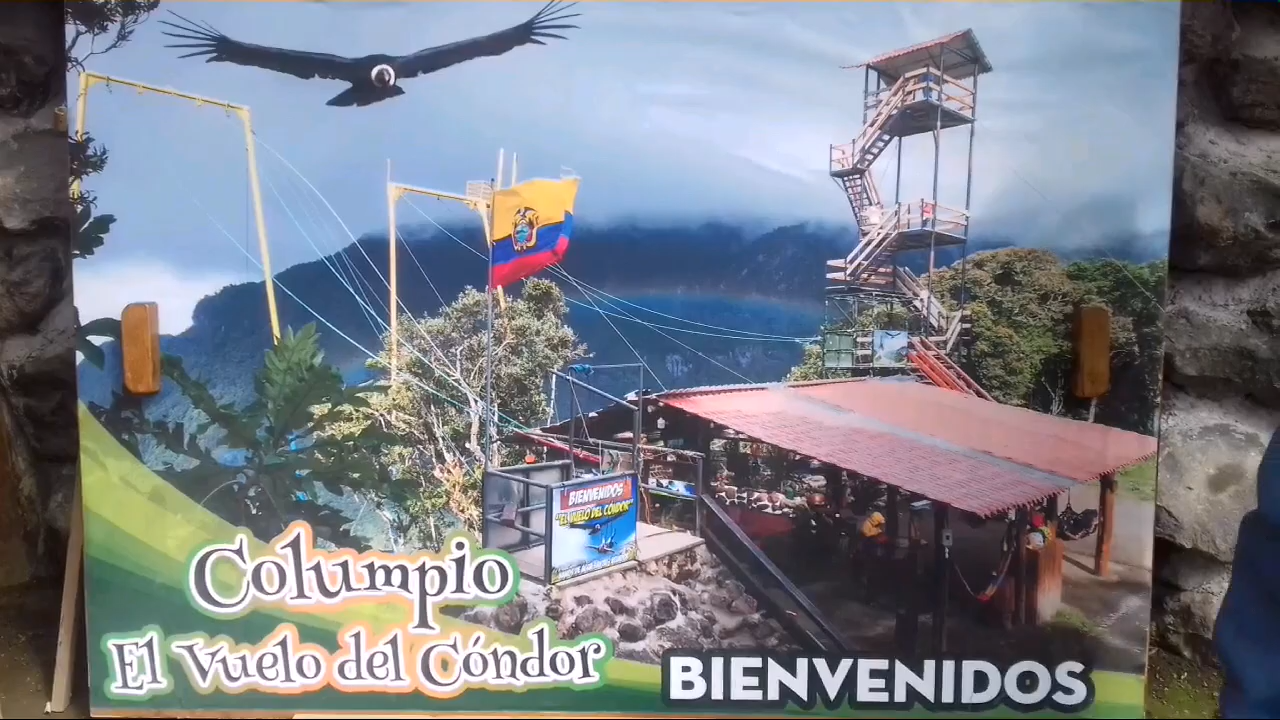 BIENVENIDOS
"EL VUELO DEL CÓNDOR"
Columpio
El Vuelo del Cóndor
BIENVENIDOS